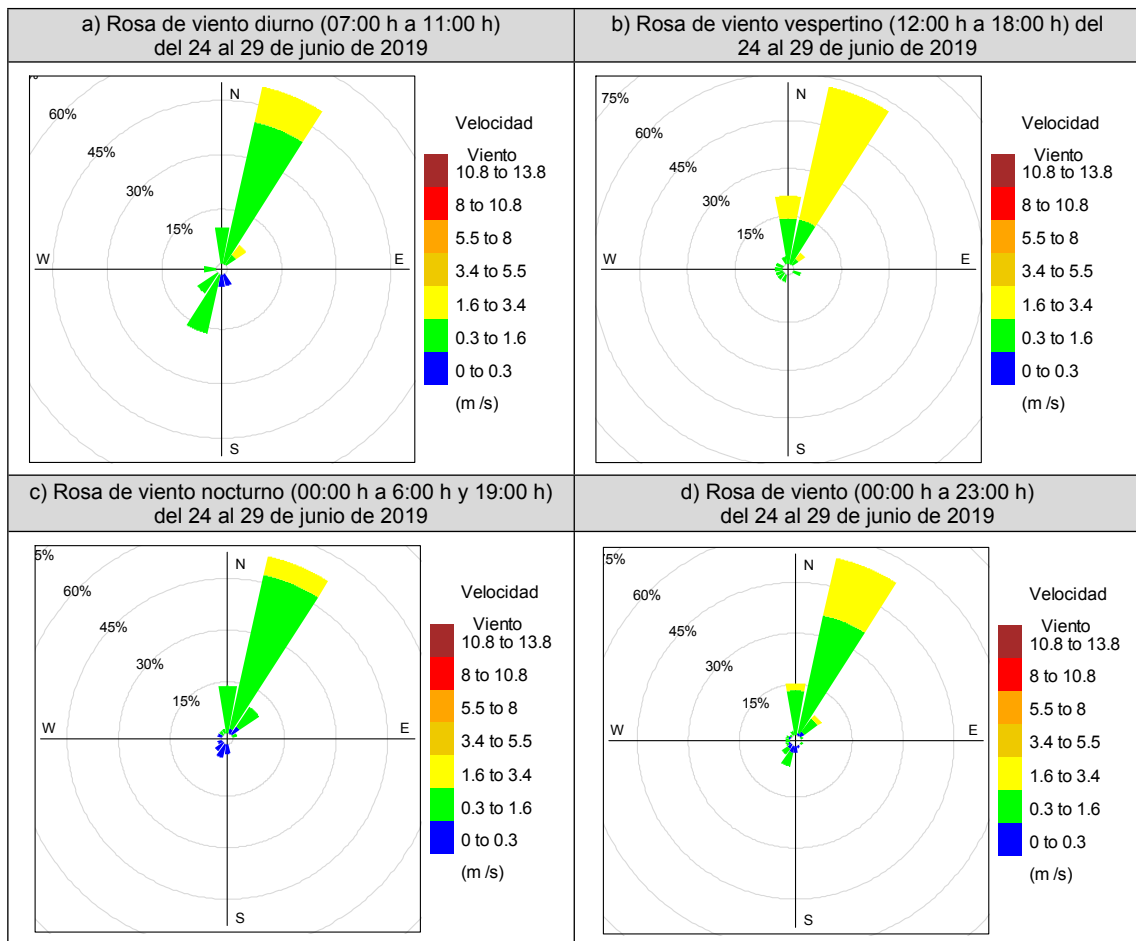 a) Rosa de viento diurno (07:00 h a 11:00 h)
del 24 al 29 de junio de 2019
b) Rosa de viento vespertino (12:00 h a 18:00 h) del
24 al 29 de junio de 2019
60%
45%
30%
15%
N
W
E
S
Velocidad
Viento
10.8 to 13.8
8 to 10.8
5.5 to 8
3.4 to 5.5
1.6 to 3.4
0.3 to 1.6
0 to 0.3
(m /s)
75%
60%
45%
30%
15%
N
W
E
S
Velocidad
Viento
10.8 to 13.8
8 to 10.8
5.5 to 8
3.4 to 5.5
1.6 to 3.4
0.3 to 1.6
0 to 0.3
(m /s)
c) Rosa de viento nocturno (00:00 h a 6:00 h y 19:00 h)
del 24 al 29 de junio de 2019
d) Rosa de viento (00:00 h a 23:00 h)
del 24 al 29 de junio de 2019
5%
60%
45%
30%
15%
N
W
E
S
Velocidad
Viento
10.8 to 13.8
8 to 10.8
5.5 to 8
3.4 to 5.5
1.6 to 3.4
0.3 to 1.6
0 to 0.3
(m /s)
75%
60%
45%
30%
15%
N
W
E
S
Velocidad
Viento
10.8 to 13.8
8 to 10.8
5.5 to 8
3.4 to 5.5
1.6 to 3.4
0.3 to 1.6
0 to 0.3
(m /s)